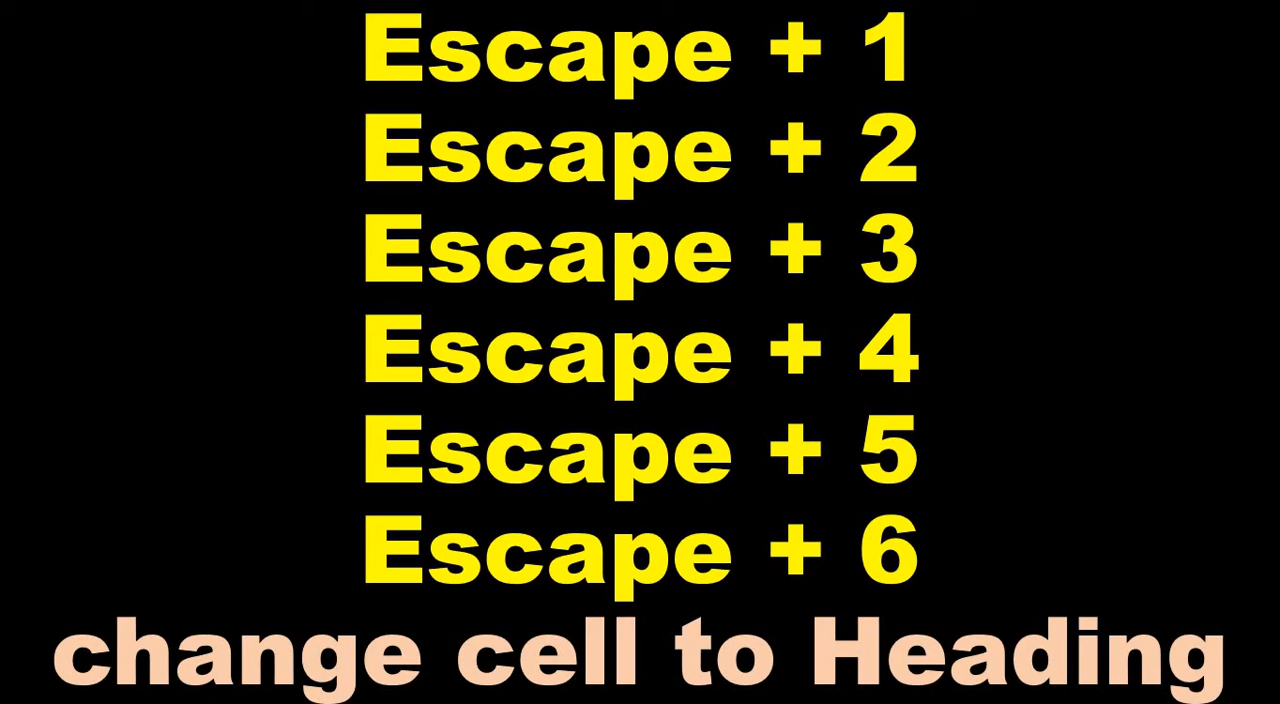 Escape + 1
Escape + 2
Escape + 3
Escape + 4
Escape + 5
Escape + 6
change cell to Heading